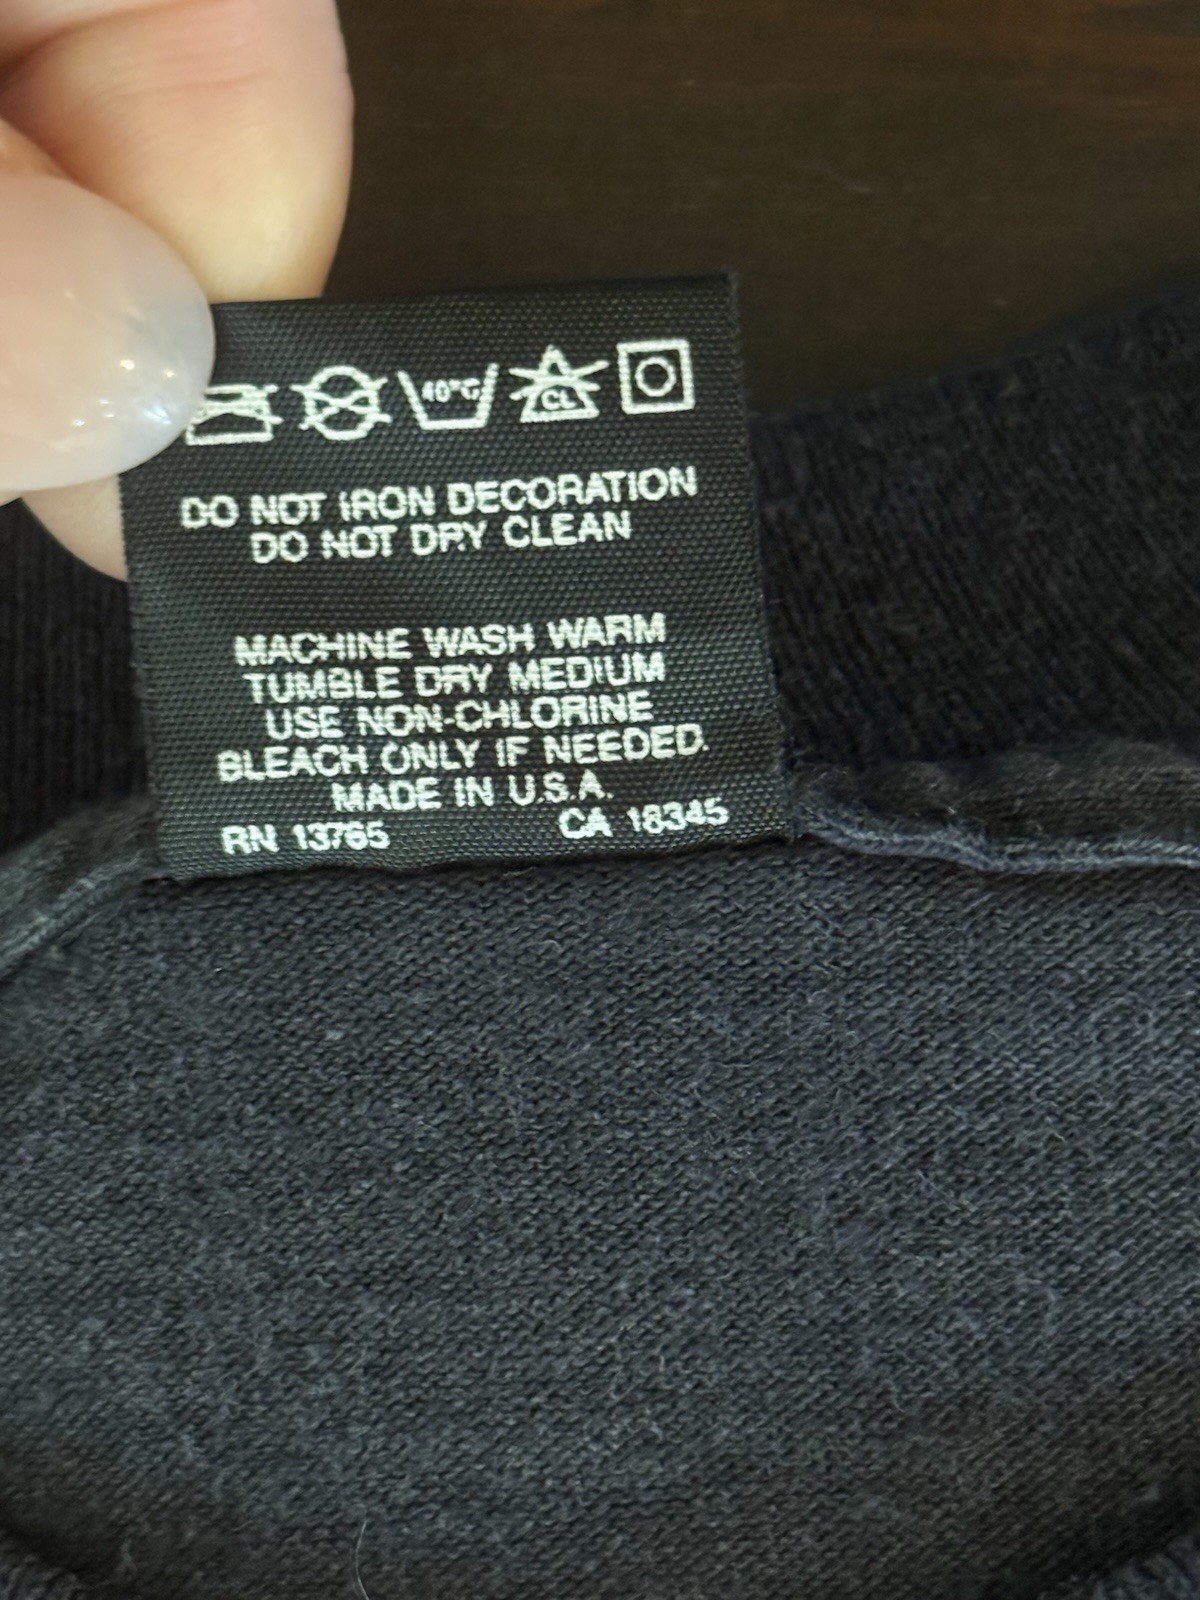 40°C CL
DO NOT IRON DECORATION
DO NOT DRY CLEAN
MACHINE WASH WARM
TUMBLE DRY MEDIUM
USE NON-CHLORINE
BLEACH ONLY IF NEEDED.
MADE IN U.S.A.
RN 13765 CA 18345